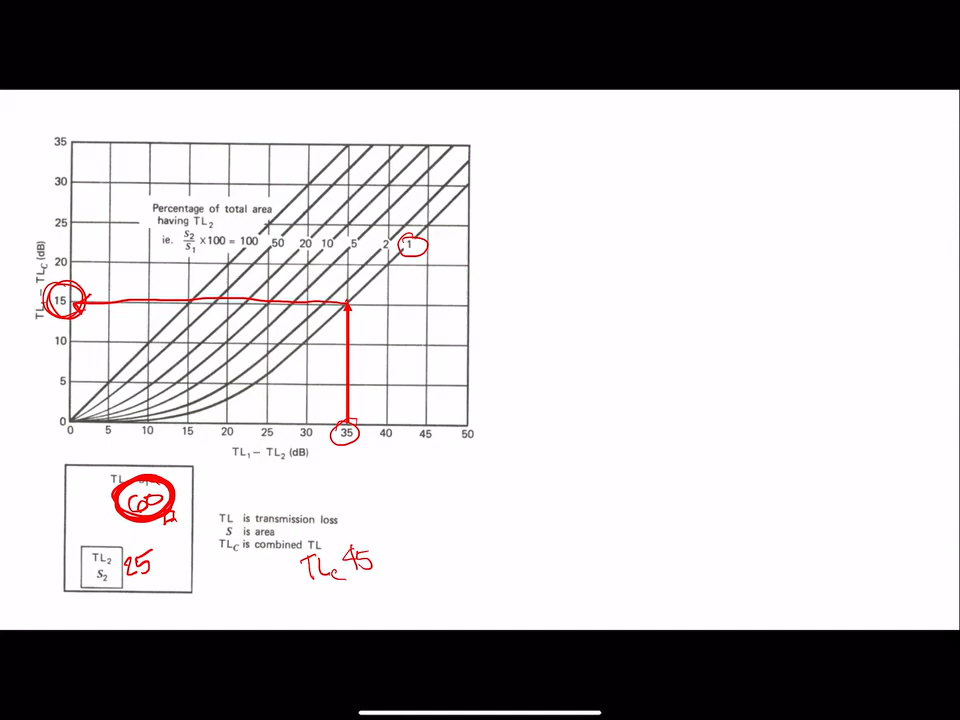 35
30
25
20
15
10
5
0
TL₁ – TL_C (dB)
Percentage of total area
having TL₂
ie. S₂/S₁ ×100 = 100 50 20 10 5 2 1
0 5 10 15 20 25 30 35 40 45 50
TL₁ – TL₂ (dB)
TL
60
TL₂
S₂
25
TL is transmission loss
S is area
TL_C is combined TL
TLc 45